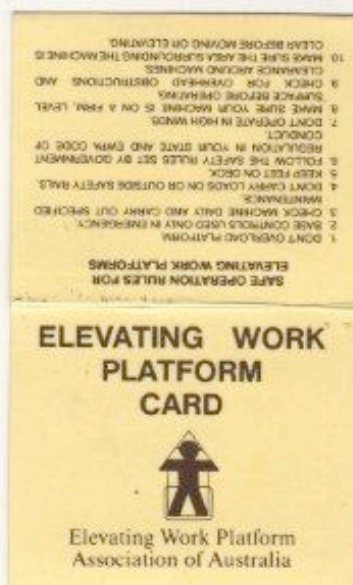 SAFE OPERATION RULES FOR
ELEVATING WORK PLATFORMS
1. DON'T OVERLOAD PLATFORM.
2. BASE CONTROLS USED ONLY IN EMERGENCY.
3 CHECK MACHINE DAILY AND CARRY OUT SPECIFIED
MAINTENANCE.
4 DON'T CARRY LOADS ON OR OUTSIDE SAFETY RAILS.
5 KEEP FEET ON DECK.
6. FOLLOW THE SAFETY RULES SET BY GOVERNMENT
REGULATION IN YOUR STATE AND EWPA CODE OF
CONDUCT.
7. DON'T OPERATE IN HIGH WINDS.
8. MAKE SURE YOUR MACHINE IS ON A FIRM, LEVEL
SURFACE BEFORE OPERATING.
9 CHECK FOR OVERHEAD OBSTRUCTIONS AND
CLEARANCE AROUND MACHINES.
10. MAKE SURE THE AREA SURROUNDING THE MACHINE IS
CLEAR BEFORE MOVING OR ELEVATING.
ELEVATING WORK
PLATFORM
CARD
Elevating Work Platform
Association of Australia